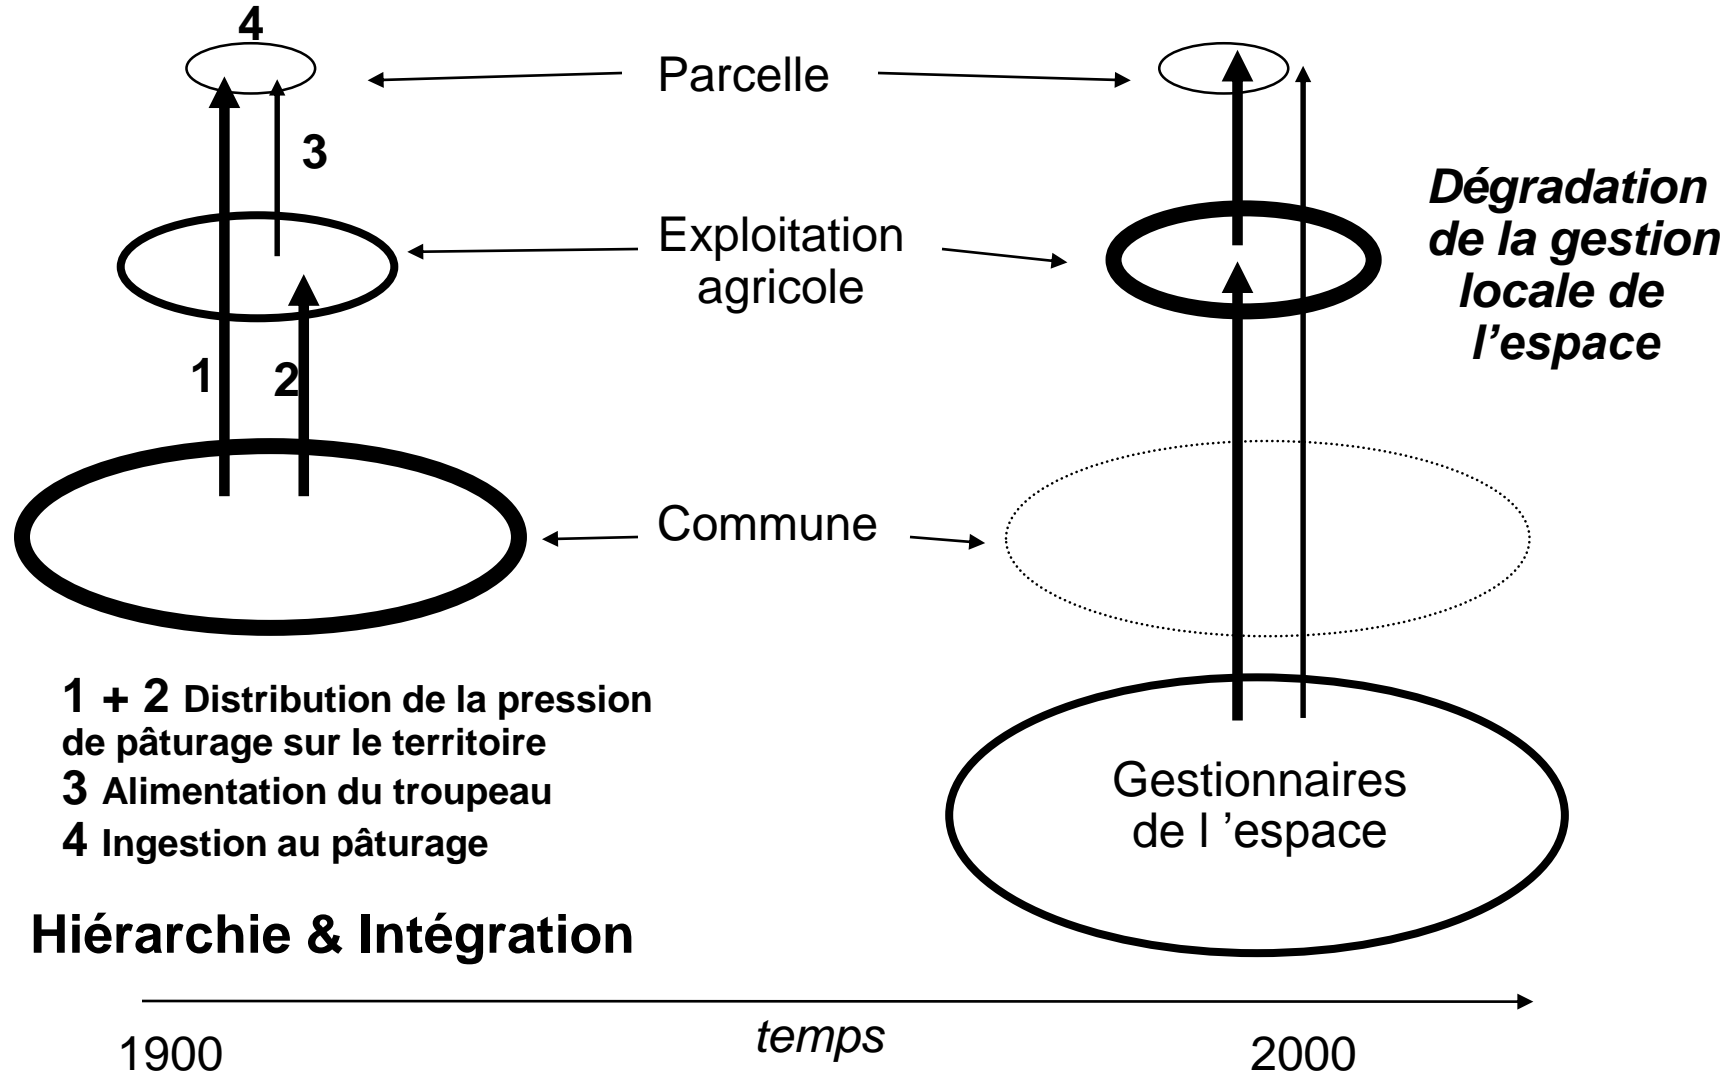 4
Parcelle
3
Exploitation
agricole
Dégradation
de la gestion
locale de
l’espace
1
2
Commune
1 + 2 Distribution de la pression
de pâturage sur le territoire
3 Alimentation du troupeau
4 Ingestion au pâturage
Gestionnaires
de l ’espace
Hiérarchie & Intégration
temps
1900
2000